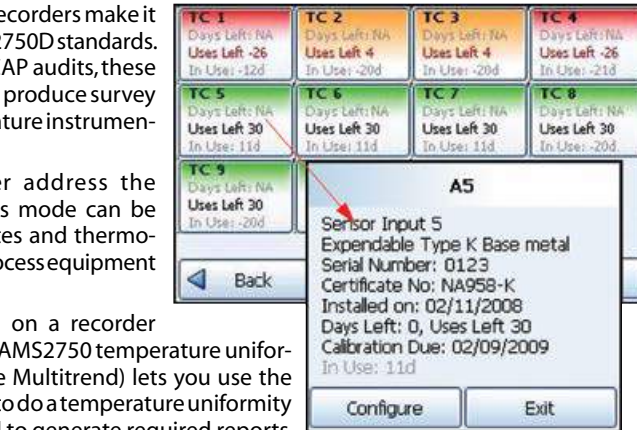 ecorders make it
2750D standards.
AP audits, these
produce survey
ature instrumen-
r address the
s mode can be
tes and thermo-
ocess equipment
on a recorder
AMS2750 temperature unifor-
e Multitrend) lets you use the
to do a temperature uniformity
l to generate required reports.
TC 1
Days Left: NA
Uses Left -26
In Use: -12d
TC 2
Days Left: NA
Uses Left 4
In Use: -20d
TC 3
Days Left: NA
Uses Left 4
In Use: -20d
TC 4
Days Left: NA
Uses Left -26
In Use: -21d
TC 5
Days Left: NA
Uses Left 30
In Use: 11d
TC 6
Days Left: NA
Uses Left 30
In Use: 11d
TC 7
Days Left: NA
Uses Left 30
In Use: 11d
TC 8
Days Left: NA
Uses Left 30
In Use: -20d
TC 9
Days Left: NA
Uses Left 30
In Use: -20d
Back
A5
Sensor Input 5
Expendable Type K Base metal
Serial Number: 0123
Certificate No: NA958-K
Installed on: 02/11/2008
Days Left: 0, Uses Left 30
Calibration Due: 02/09/2009
In Use: 11d
Configure
Exit